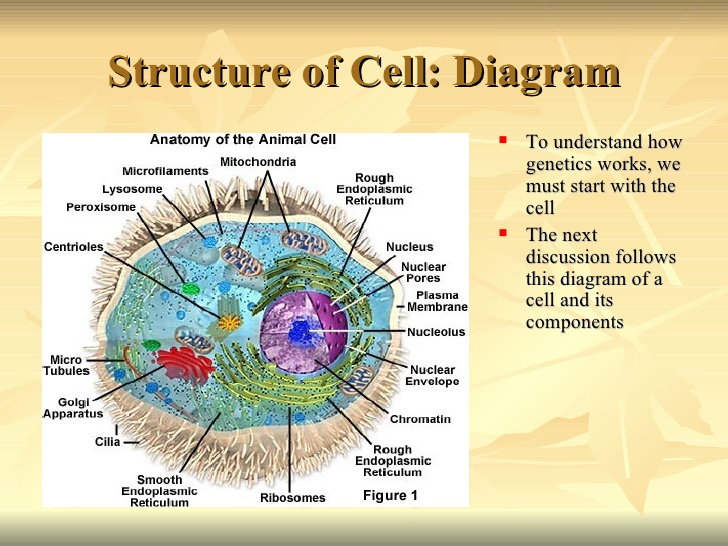 Structure of Cell: Diagram
Anatomy of the Animal Cell
Mitochondria
Microfilaments
Lysosome
Peroxisome
Centrioles
Rough
Endoplasmic
Reticulum
Nucleus
Nuclear
Pores
Plasma
Membrane
Nucleolus
Nuclear
Envelope
Chromatin
Rough
Endoplasmic
Reticulum
Micro
Tubules
Golgi
Apparatus
Cilia
Smooth
Endoplasmic
Reticulum
Ribosomes
Figure 1
To understand how
genetics works, we
must start with the
cell
The next
discussion follows
this diagram of a
cell and its
components